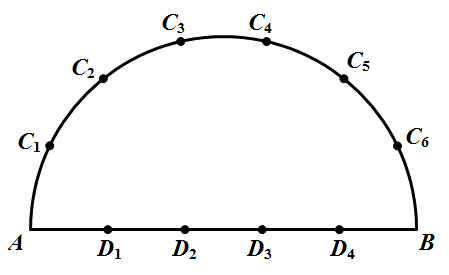 C₃ C₄
C₂ C₅
C₁ C₆
A D₁ D₂ D₃ D₄ B